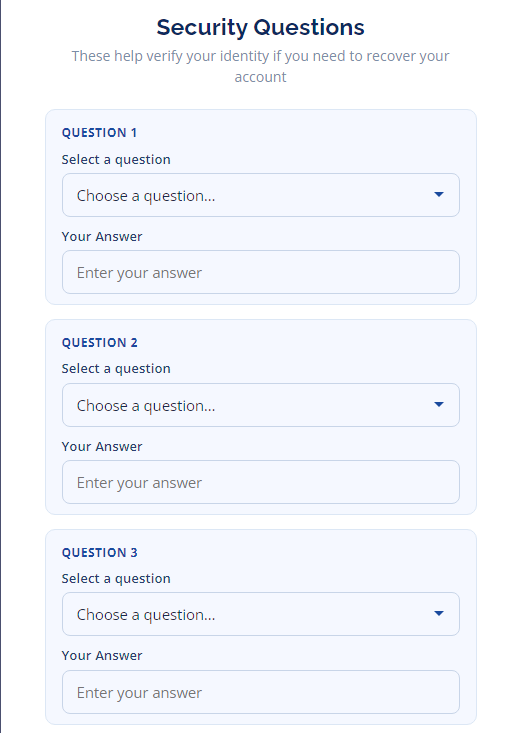 Security Questions
These help verify your identity if you need to recover your
account
QUESTION 1
Select a question
Choose a question...
Your Answer
Enter your answer
QUESTION 2
Select a question
Choose a question...
Your Answer
Enter your answer
QUESTION 3
Select a question
Choose a question...
Your Answer
Enter your answer